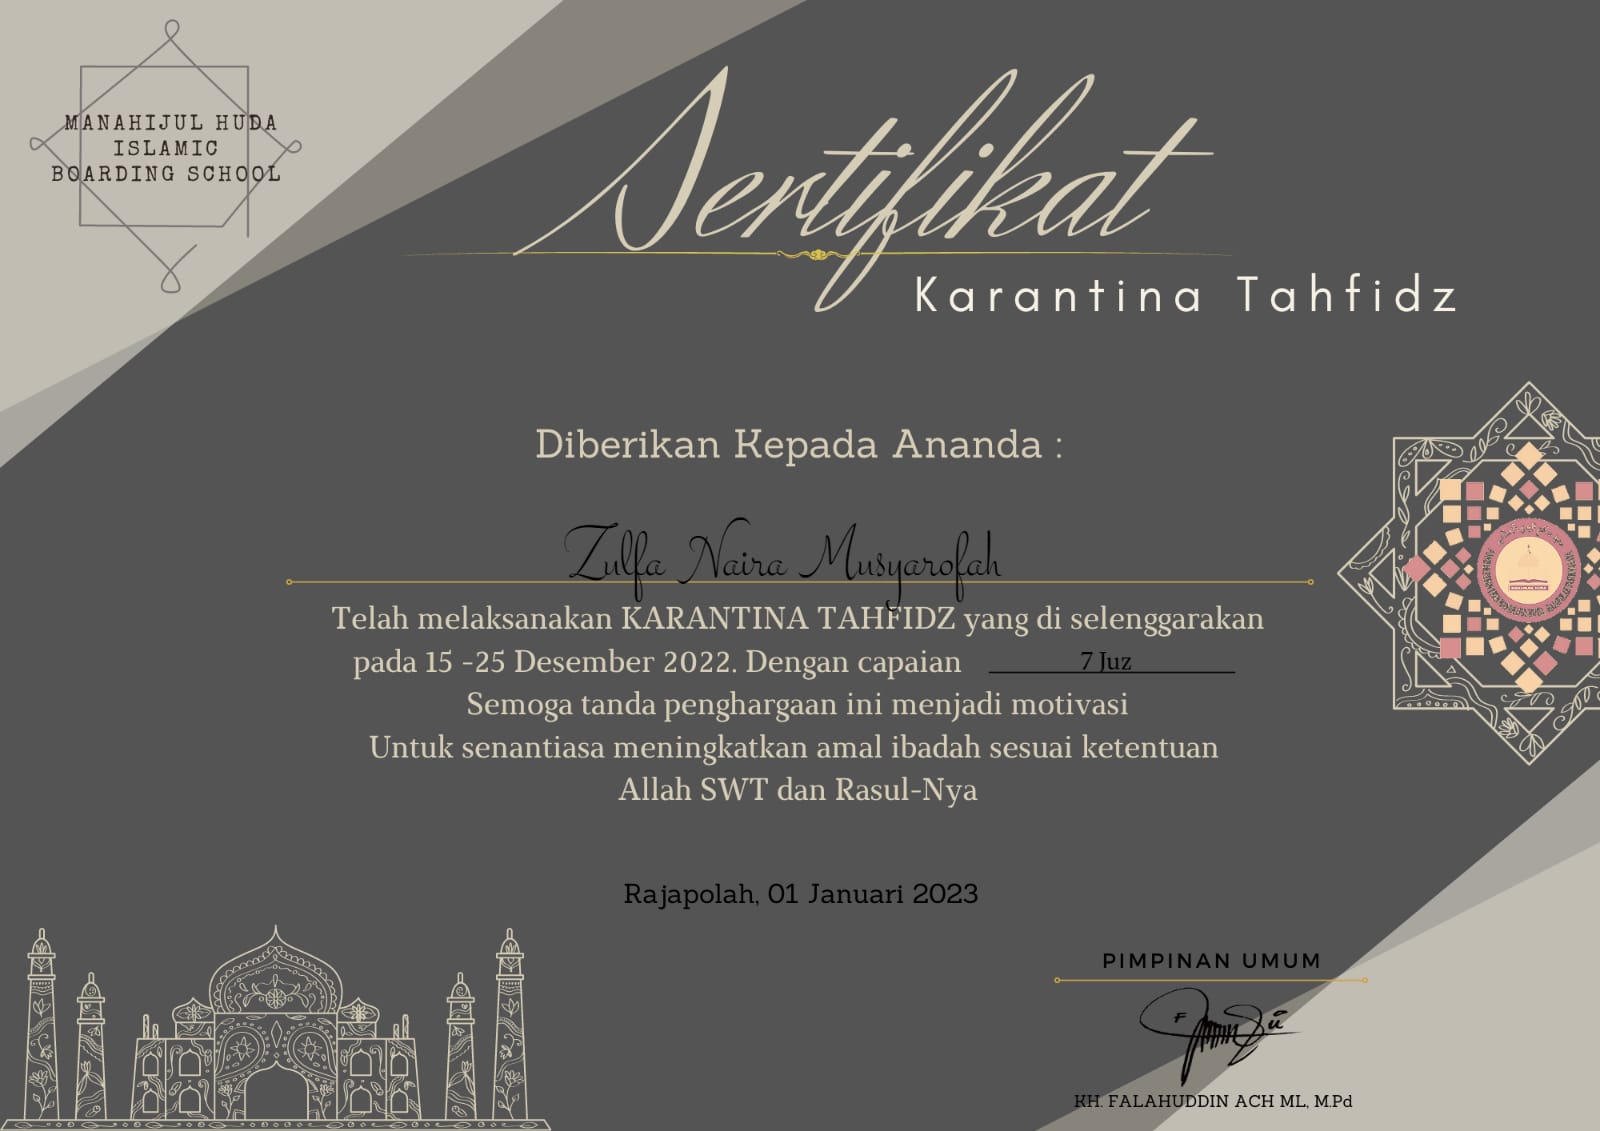 MANAHIJUL HUDA
ISLAMIC
BOARDING SCHOOL
Sertifikat
Karantina Tahfidz
Diberikan Kepada Ananda :
Zulfa Naira Musyarofah
Telah melaksanakan KARANTINA TAHFIDZ yang di selenggarakan
pada 15 -25 Desember 2022. Dengan capaian 7 Juz
Semoga tanda penghargaan ini menjadi motivasi
Untuk senantiasa meningkatkan amal ibadah sesuai ketentuan
Allah SWT dan Rasul-Nya
Rajapolah, 01 Januari 2023
PIMPINAN UMUM
KH. FALAHUDDIN ACH ML, M.Pd